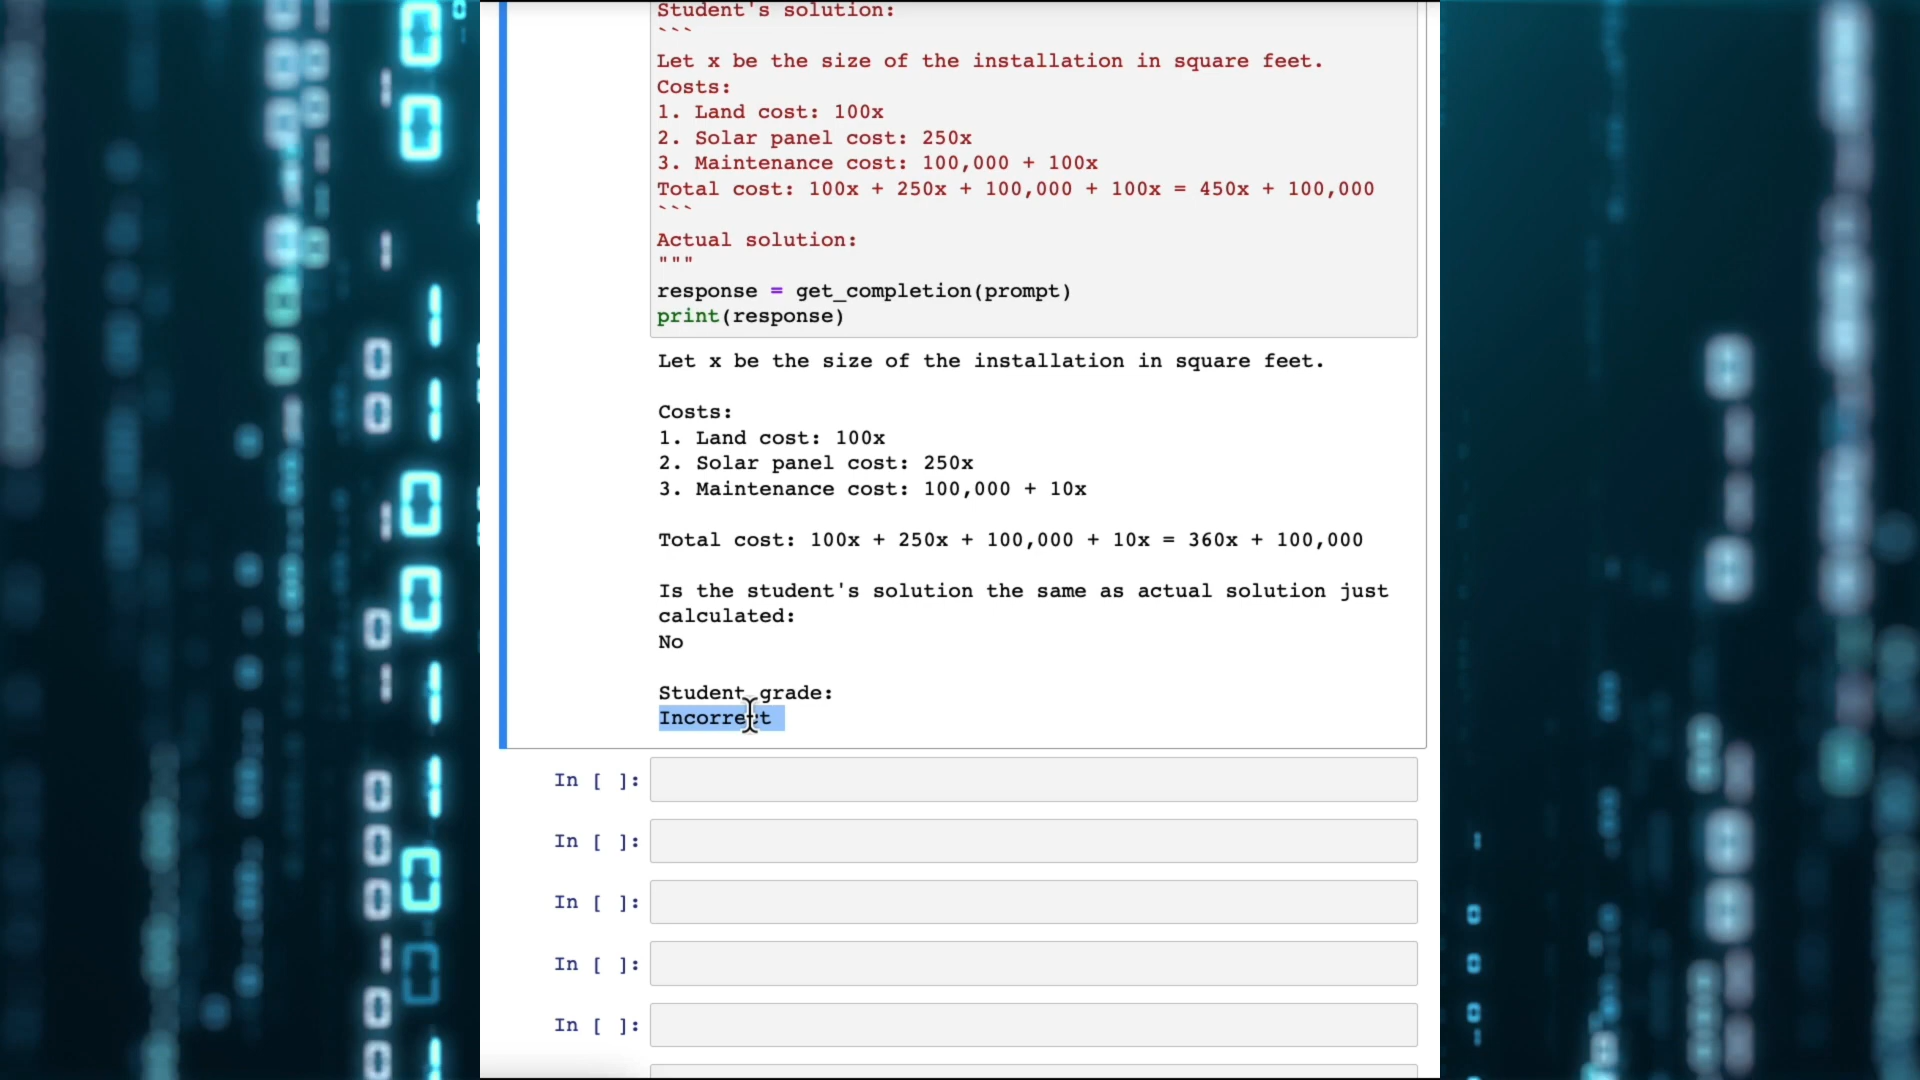 Student's solution:
```
Let x be the size of the installation in square feet.
Costs:
1. Land cost: 100x
2. Solar panel cost: 250x
3. Maintenance cost: 100,000 + 100x
Total cost: 100x + 250x + 100,000 + 100x = 450x + 100,000
```
Actual solution:
"""
response = get_completion(prompt)
print(response)
Let x be the size of the installation in square feet.
Costs:
1. Land cost: 100x
2. Solar panel cost: 250x
3. Maintenance cost: 100,000 + 10x
Total cost: 100x + 250x + 100,000 + 10x = 360x + 100,000
Is the student's solution the same as actual solution just
calculated:
No
Student grade:
Incorrect
In [ ]:
In [ ]:
In [ ]:
In [ ]:
In [ ]: